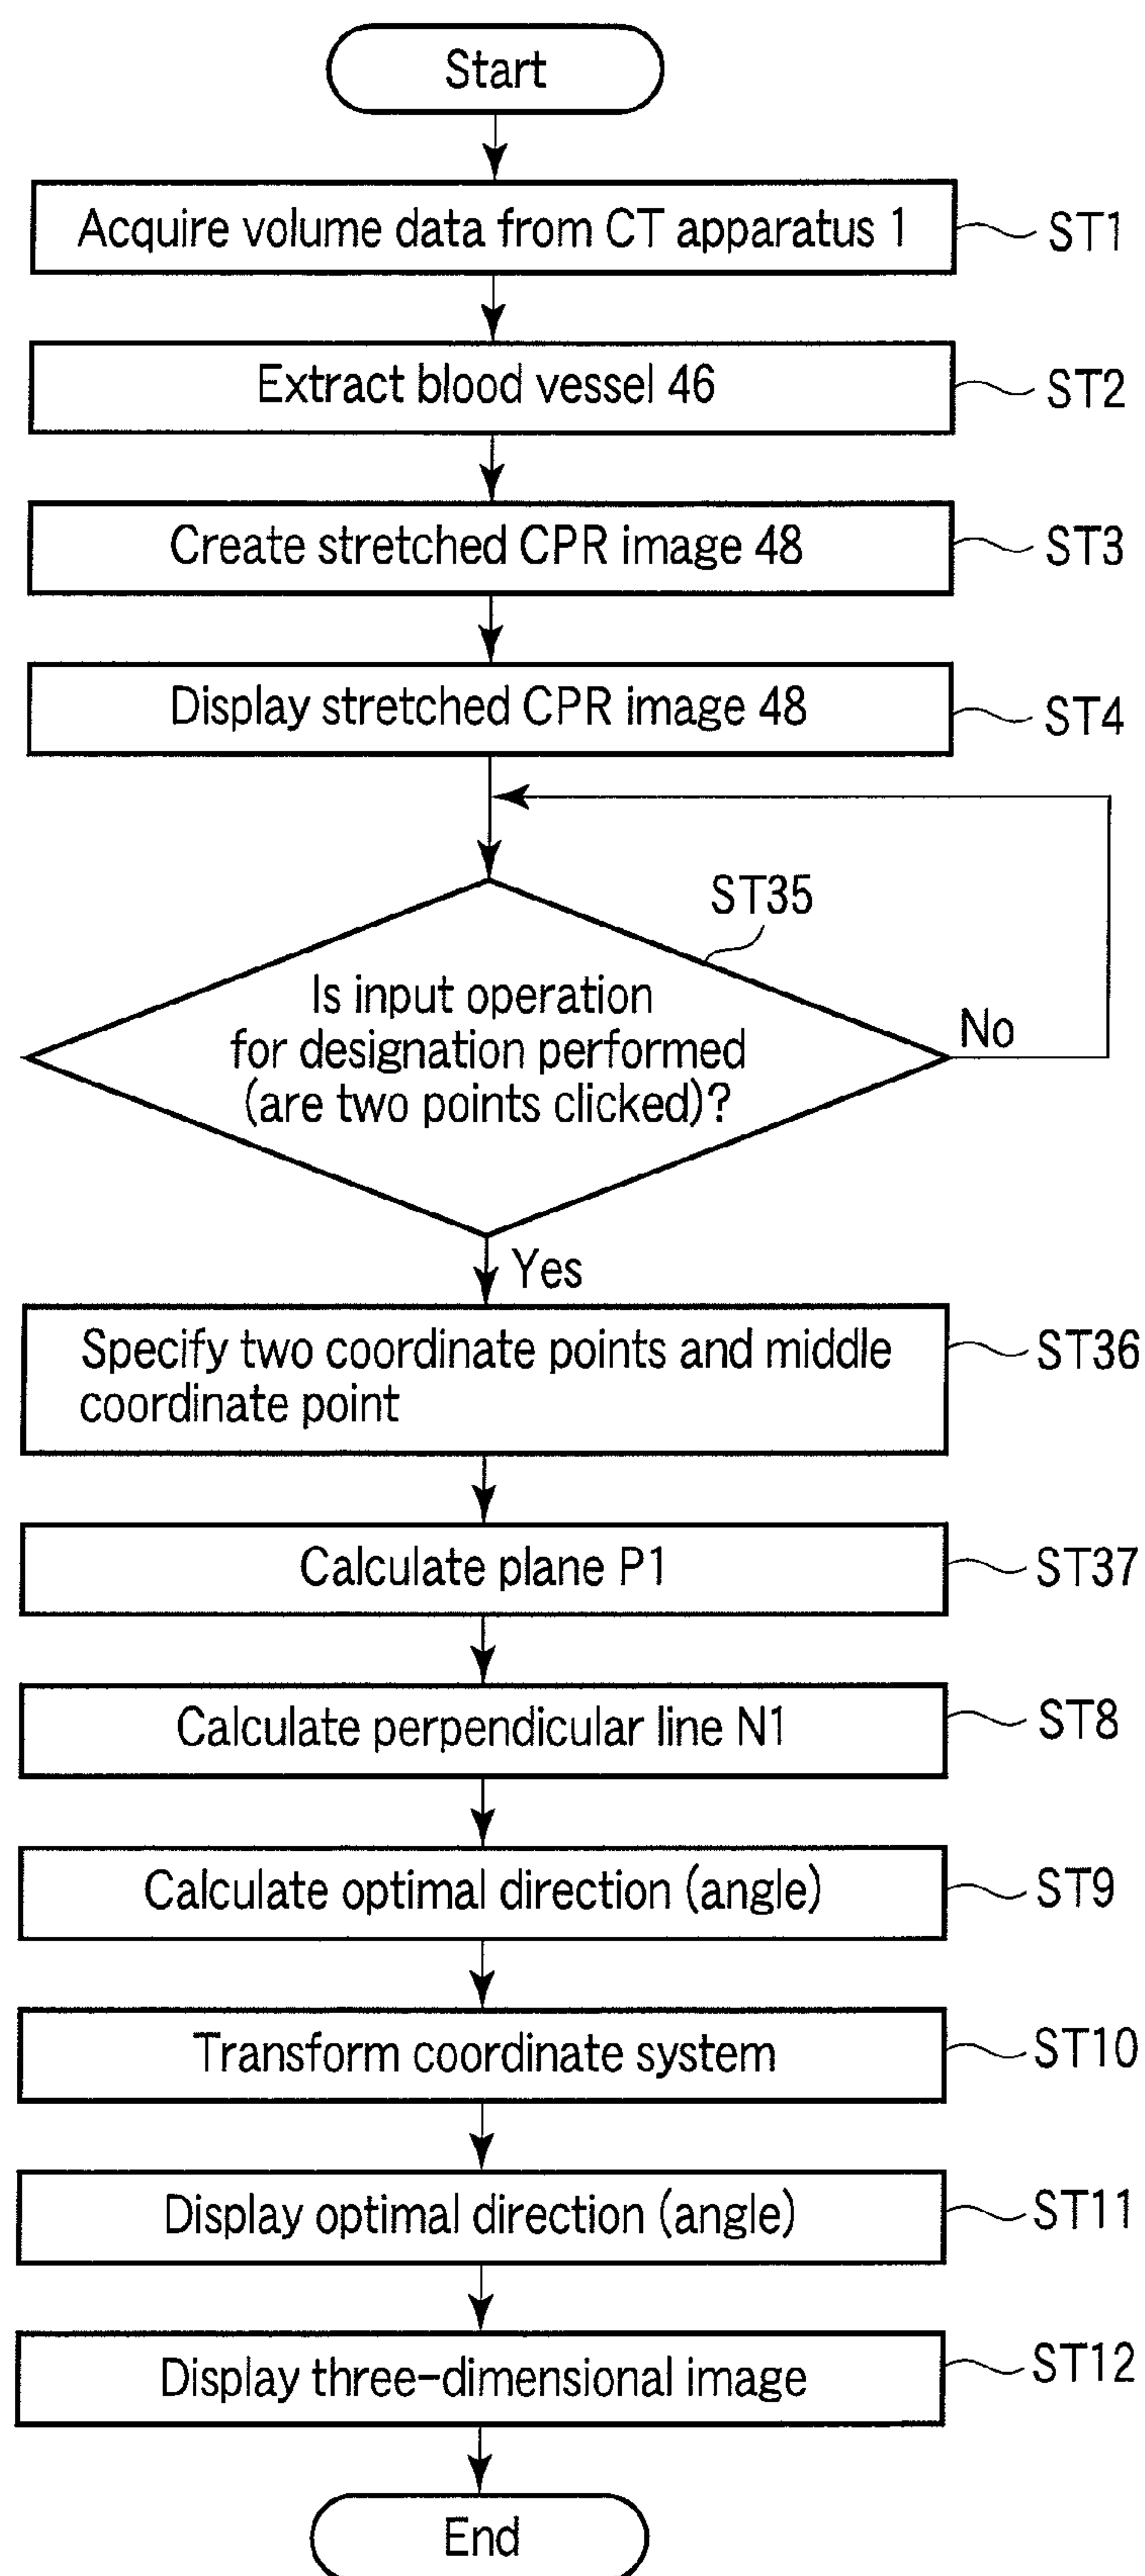 Start
Acquire volume data from CT apparatus 1
ST1
Extract blood vessel 46
ST2
Create stretched CPR image 48
ST3
Display stretched CPR image 48
ST4
ST35
Is input operation
for designation performed
(are two points clicked)?
No
Yes
Specify two coordinate points and middle
coordinate point
ST36
Calculate plane P1
ST37
Calculate perpendicular line N1
ST8
Calculate optimal direction (angle)
ST9
Transform coordinate system
ST10
Display optimal direction (angle)
ST11
Display three-dimensional image
ST12
End